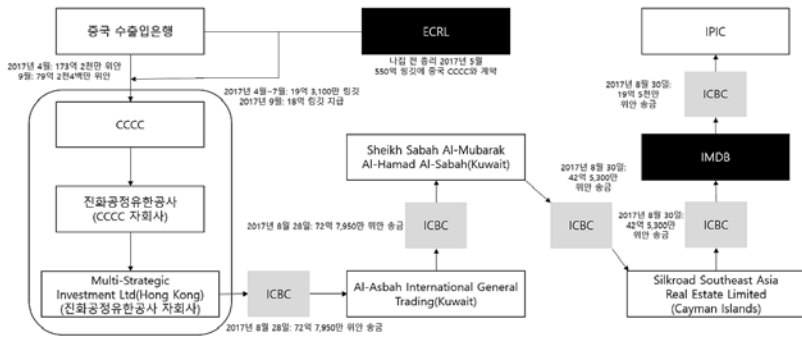 중국 수출입은행
ECRL
IPIC
2017년 4월: 173억 2천만 위안
9월: 79억 2천4백만 위안
나집 전 총리 2017년 5월
550억 링깃에 중국 CCCC와 계약
2017년 4월~7월: 19억 3,100만 링깃
2017년 9월: 18억 링깃 지급
2017년 8월 30일:
19억 5천만
위안 송금
ICBC
CCCC
Sheikh Sabah Al-Mubarak
Al-Hamad Al-Sabah(Kuwait)
IMDB
2017년 8월 30일:
42억 5,300만
위안 송금
진화공정유한공사
(CCCC 자회사)
2017년 8월 28일: 72억 7,950만 위안 송금
ICBC
ICBC
2017년 8월 30일:
42억 5,300만
위안 송금
ICBC
Multi-Strategic
Investment Ltd(Hong Kong)
(진화공정유한공사 자회사)
ICBC
Al-Asbah International General
Trading(Kuwait)
Silkroad Southeast Asia
Real Estate Limited
(Cayman Islands)
2017년 8월 28일: 72억 7,950만 위안 송금